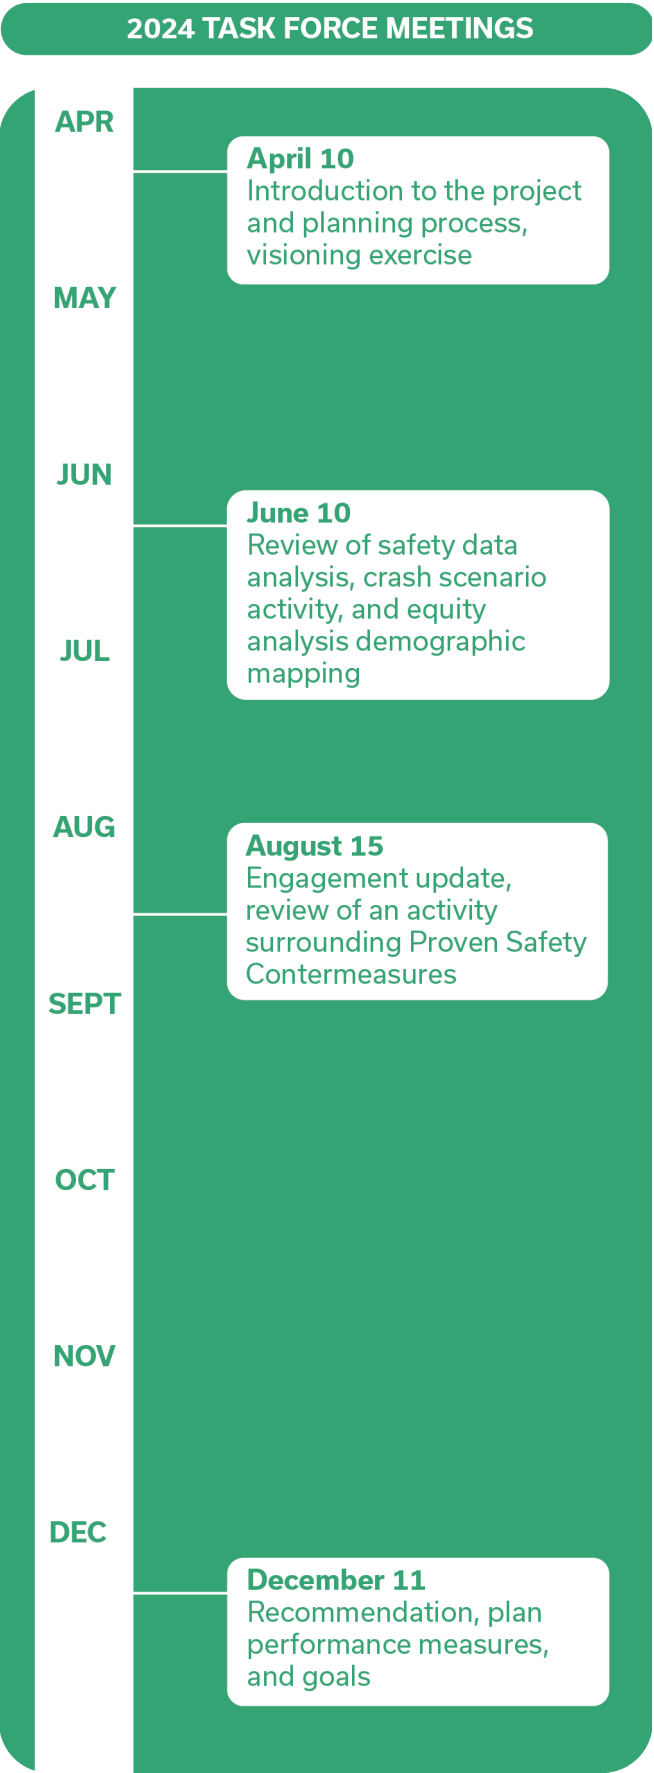 2024 TASK FORCE MEETINGS
APR
April 10
Introduction to the project
and planning process,
visioning exercise
MAY
JUN
June 10
Review of safety data
analysis, crash scenario
activity, and equity
analysis demographic
mapping
JUL
AUG
August 15
Engagement update,
review of an activity
surrounding Proven Safety
Contermeasures
SEPT
OCT
NOV
DEC
December 11
Recommendation, plan
performance measures,
and goals